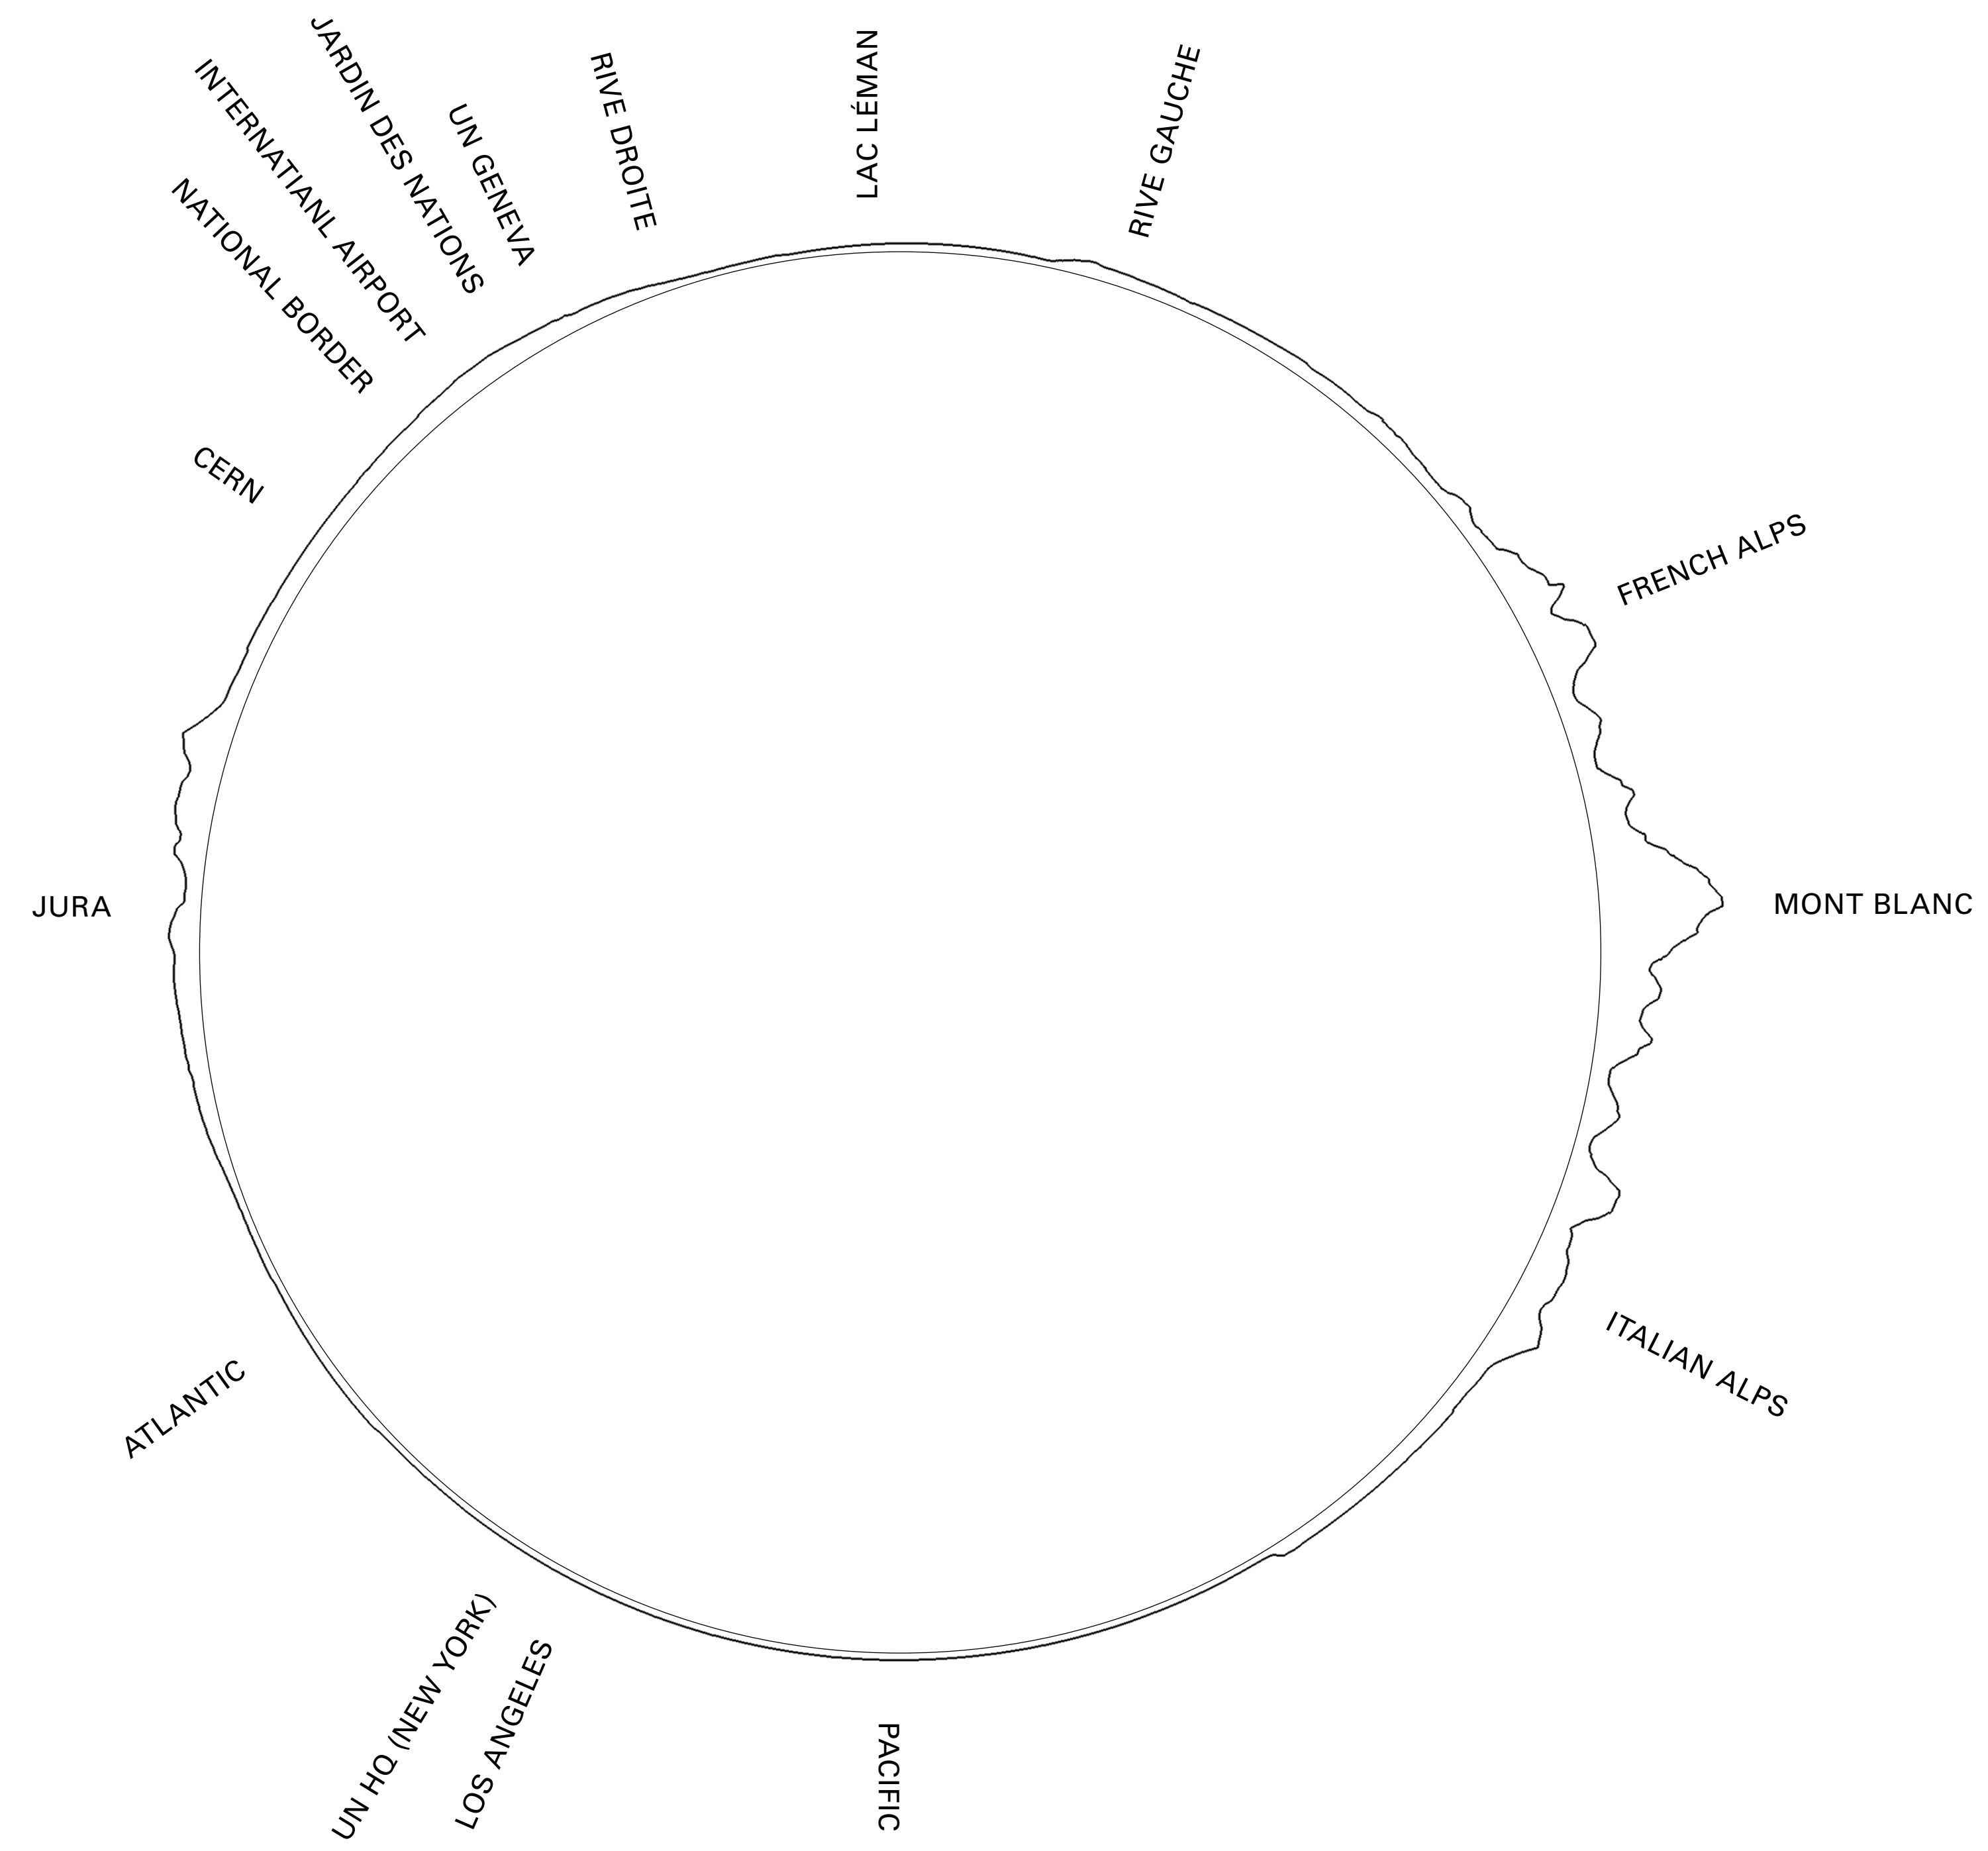 JARDIN DES NATIONS
INTERNATIANL AIRPORT
NATIONAL BORDER
UN GENEVA
RIVE DROITE
LAC LÉMAN
RIVE GAUCHE
CERN
FRENCH ALPS
JURA
MONT BLANC
ITALIAN ALPS
ATLANTIC
UN HQ (NEW YORK)
LOS ANGELES
PACIFIC